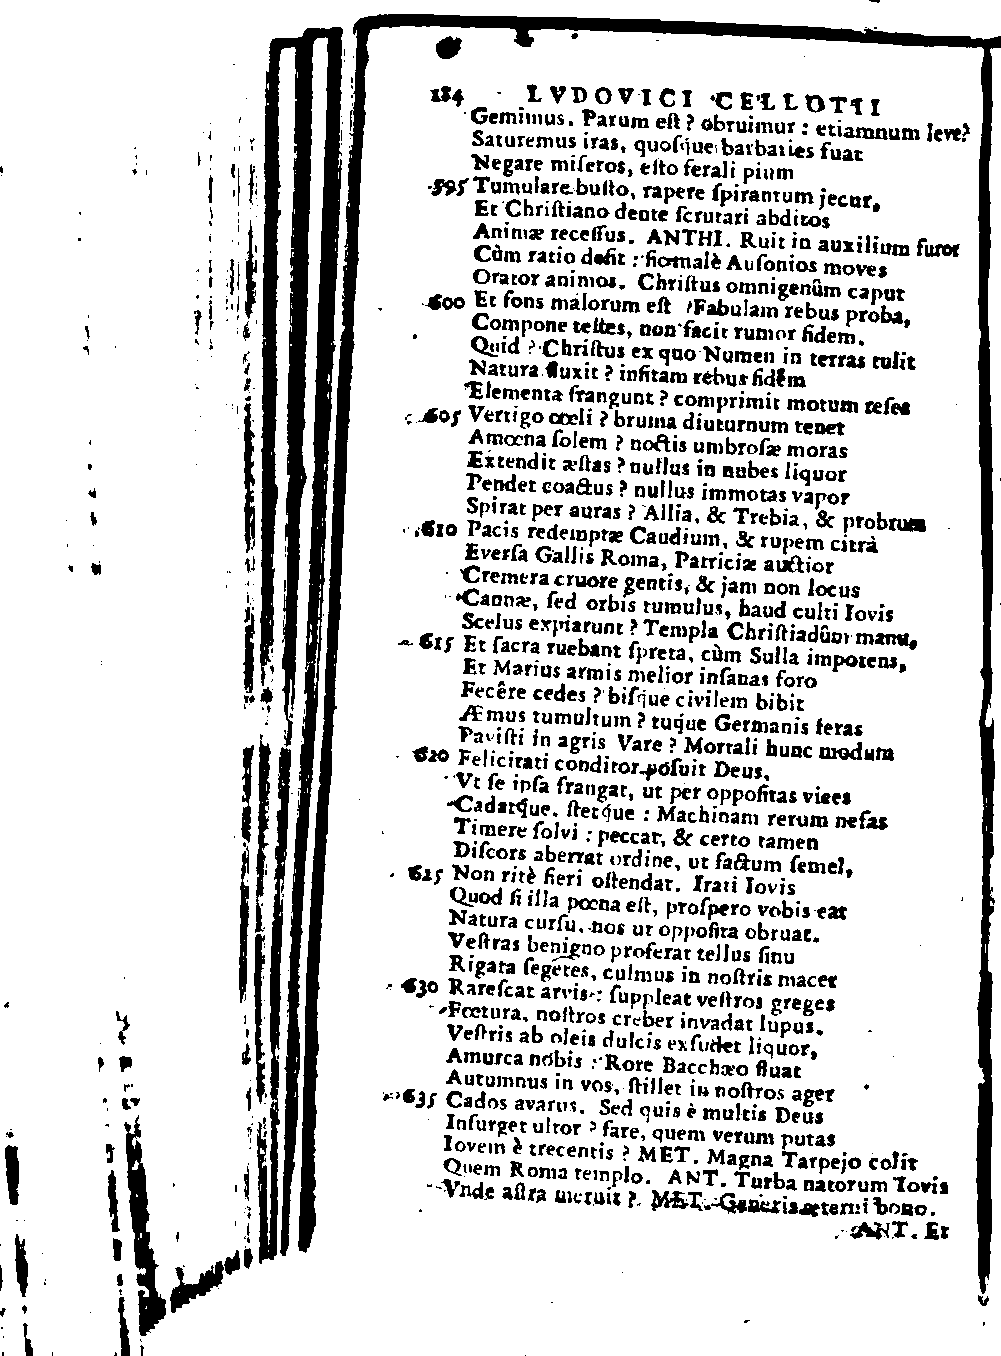 184 LVDOVICI CELLOTII
Gemimus. Parum eſt? obruimur: etiamnum leve?
Saturemus iras, quoſque barbaries fuat
Negare miſeros, eſto ferali pium
595 Tumulare buſto, rapere ſpirantum jecur,
Et Chriſtiano dente ſcrutari abditos
Animæ receſſus. ANTHI. Ruit in auxilium furor
Cùm ratio deſit: ſic malè Auſonios moves
Orator animos. Chriſtus omnigenûm caput
600 Et fons malorum eſt? Fabulam rebus proba,
Compone teſtes, non facit rumor fidem.
Quid? Chriſtus ex quo Numen in terras tulit
Natura fluxit? inſitam rebus fidem
Elementa frangunt? comprimit motum reſes
605 Vertigo cœli? bruma diuturnum tenet
Amœna ſolem? noctis umbroſæ moras
Extendit æſtas? nullus in nubes liquor
Pendet coactus? nullus immotas vapor
Spirat per auras? Allia, & Trebia, & probrum
610 Pacis redemptæ Caudium, & rupem citrà
Everſa Gallis Roma, Patriciæ auctior
Cremera cruore gentis, & jam non locus
Cannæ, ſed orbis tumulus, haud culti Iovis
Scelus expiarunt? Templa Chriſtiadûm manu,
615 Et ſacra ruebant ſpreta, cùm Sulla impotens,
Et Marius armis melior inſanas foro
Fecêre cedes? biſque civilem bibit
Æmus tumultum? tuque Germanis feras
Paviſti in agris Vare? Mortali hunc modum
620 Felicitati conditor poſuit Deus,
Vt ſe ipſa frangat, ut per oppoſitas vices
Cadatque, ſtetque: Machinam rerum nefas
Timere ſolvi: peccat, & certo tamen
Diſcors aberrat ordine, ut factum ſemel,
625 Non ritè fieri oſtendat. Irati Iovis
Quod ſi illa pœna eſt, proſpero vobis eat
Natura curſu, nos ut oppoſita obruat.
Veſtras benigno proferat tellus ſinu
Rigata ſegetes, culmus in noſtris macer
630 Rareſcat arvis: ſuppleat veſtros greges
Fœtura, noſtros creber invadat lupus.
Veſtris ab oleis dulcis exſudet liquor,
Amurca nobis: Rore Bacchæo fluat
Autumnus in vos, ſtillet in noſtros ager
635 Cados avarus. Sed quis è multis Deus
Inſurget ultor? fare, quem verum putas
Iovem è trecentis? MET. Magna Tarpejo colit
Quem Roma templo. ANT. Turba natorum Iovis
Vnde aſtra meruit? MET. Generis æterni bono.
ANT. Et